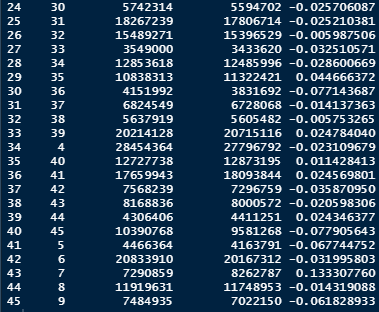 24 30 5742314 5594702 -0.025706087
25 31 18267239 17806714 -0.025210381
26 32 15489271 15396529 -0.005987506
27 33 3549000 3433620 -0.032510571
28 34 12853618 12485996 -0.028600669
29 35 10838313 11322421 0.044666372
30 36 4151992 3831692 -0.077143687
31 37 6824549 6728068 -0.014137363
32 38 5637919 5605482 -0.005753265
33 39 20214128 20715116 0.024784040
34 4 28454364 27796792 -0.023109679
35 40 12727738 12873195 0.011428413
36 41 17659943 18093844 0.024569801
37 42 7568239 7296759 -0.035870950
38 43 8168836 8000572 -0.020598306
39 44 4306406 4411251 0.024346377
40 45 10390768 9581268 -0.077905643
41 5 4466364 4163791 -0.067744752
42 6 20833910 20167312 -0.031995803
43 7 7290859 8262787 0.133307760
44 8 11919631 11748953 -0.014319088
45 9 7484935 7022150 -0.061828933